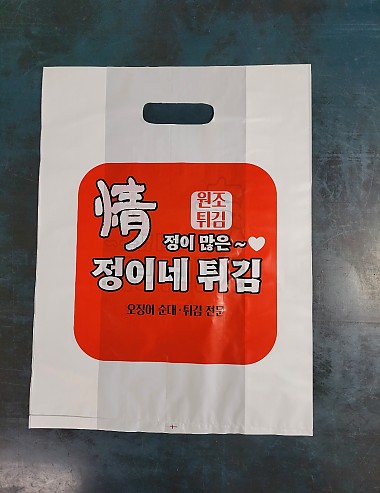 情
원조
튀김
정이 많은~♥
정이네 튀김
오징어·순대·튀김 전문